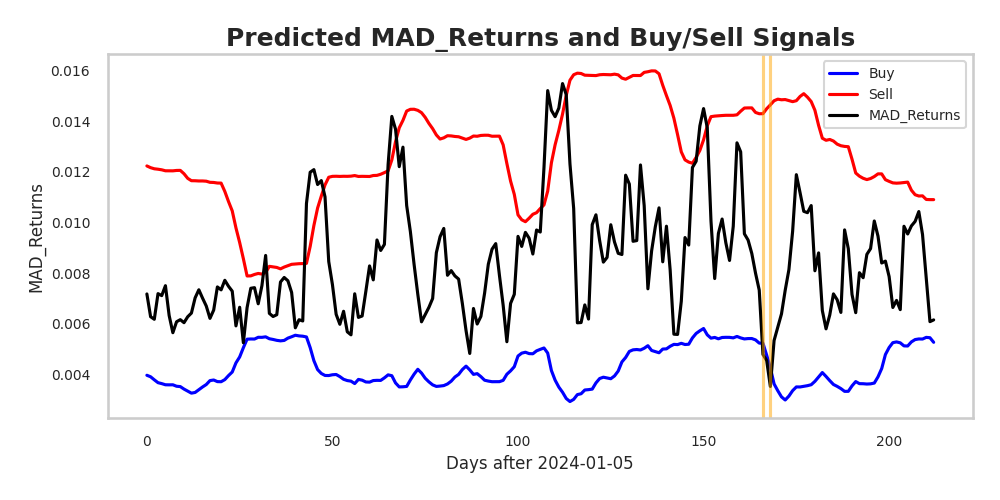 Predicted MAD_Returns and Buy/Sell Signals
Buy
Sell
MAD_Returns
MAD_Returns
0.016
0.014
0.012
0.010
0.008
0.006
0.004
0
50
100
150
200
Days after 2024-01-05